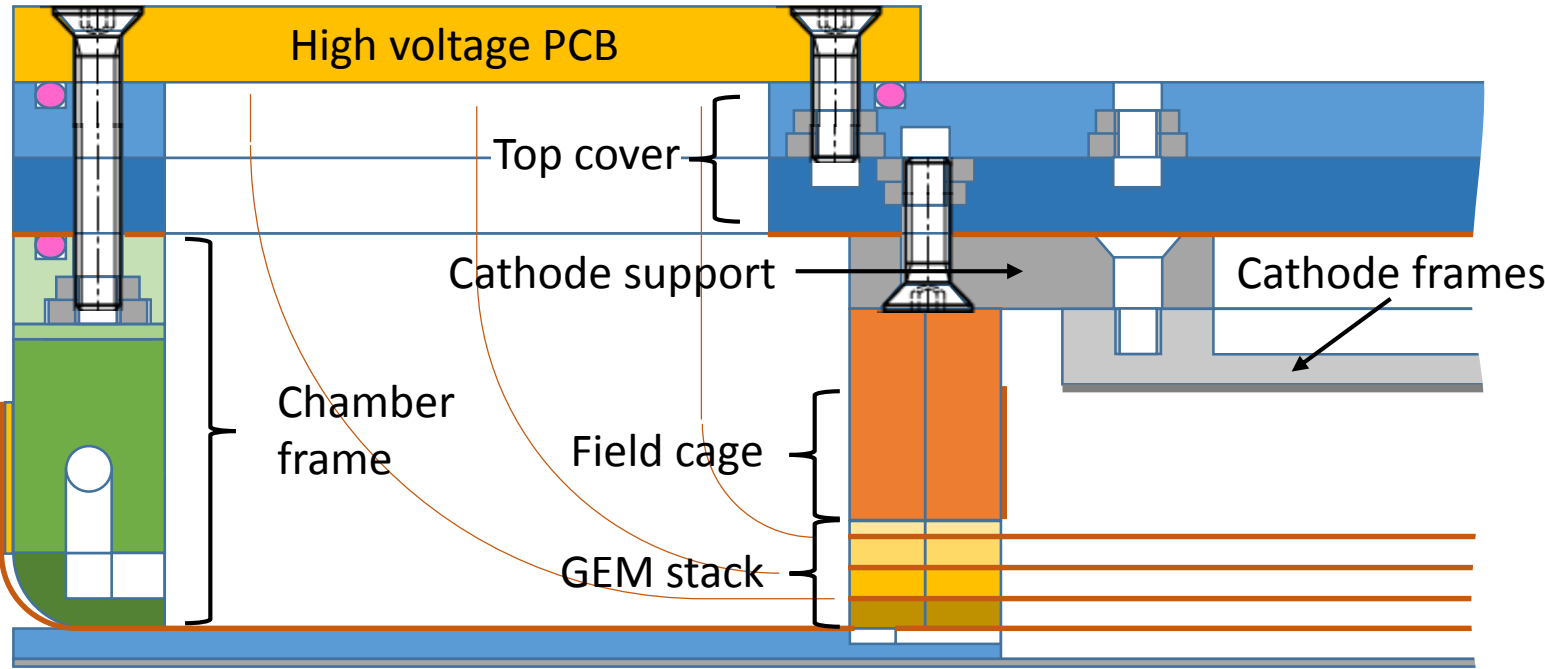 High voltage PCB
Top cover
Cathode support
Cathode frames
Chamber
frame
Field cage
GEM stack